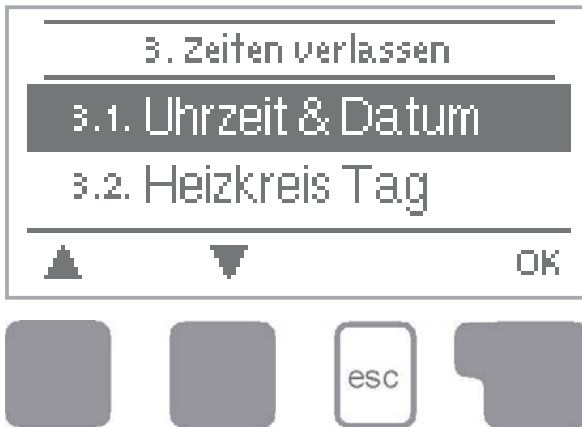 3. Zeiten verlassen
3.1. Uhrzeit & Datum
3.2. Heizkreis Tag
OK
esc